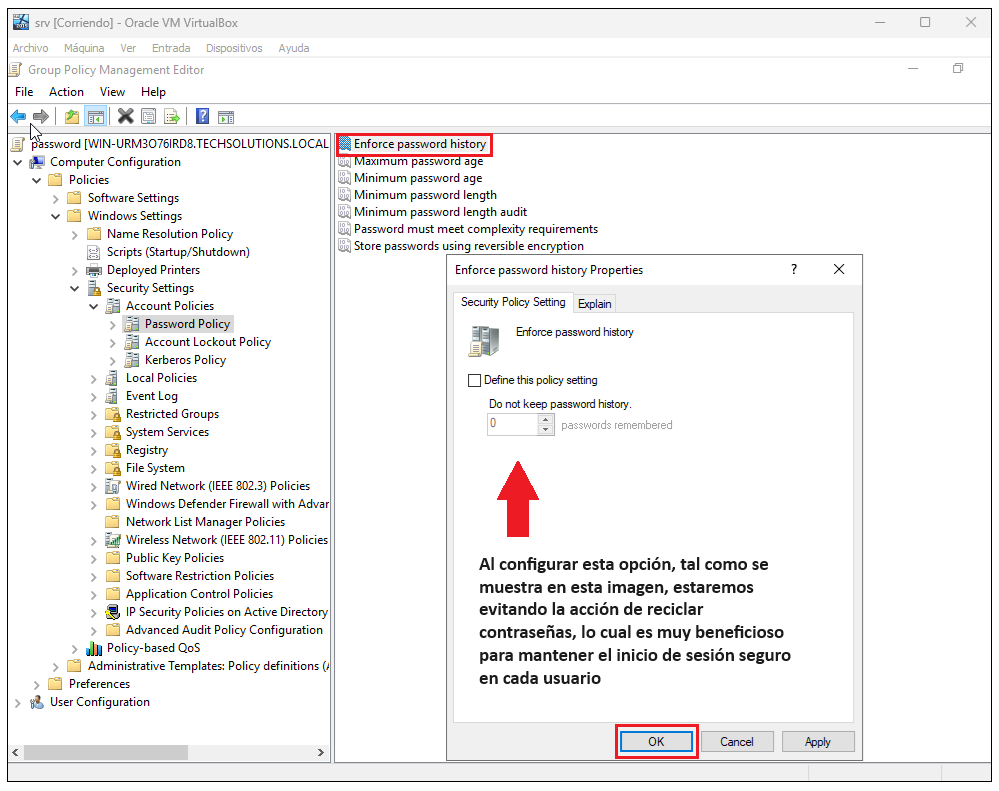 srv [Corriendo] - Oracle VM VirtualBox
Archivo Máquina Ver Entrada Dispositivos Ayuda
Group Policy Management Editor
File Action View Help
password [WIN-URM3O76IRD8.TECHSOLUTIONS.LOCAL
Computer Configuration
Policies
Software Settings
Windows Settings
Name Resolution Policy
Scripts (Startup/Shutdown)
Deployed Printers
Security Settings
Account Policies
Password Policy
Account Lockout Policy
Kerberos Policy
Local Policies
Event Log
Restricted Groups
System Services
Registry
File System
Wired Network (IEEE 802.3) Policies
Windows Defender Firewall with Advar
Network List Manager Policies
Wireless Network (IEEE 802.11) Policies
Public Key Policies
Software Restriction Policies
Application Control Policies
IP Security Policies on Active Directory
Advanced Audit Policy Configuration
Policy-based QoS
Administrative Templates: Policy definitions (A
Preferences
User Configuration
Enforce password history
Maximum password age
Minimum password age
Minimum password length
Minimum password length audit
Password must meet complexity requirements
Store passwords using reversible encryption
Enforce password history Properties ?
Security Policy Setting Explain
Enforce password history
Define this policy setting
Do not keep password history.
0 passwords remembered
Al configurar esta opción, tal como se
muestra en esta imagen, estaremos
evitando la acción de reciclar
contraseñas, lo cual es muy beneficioso
para mantener el inicio de sesión seguro
en cada usuario
OK Cancel Apply